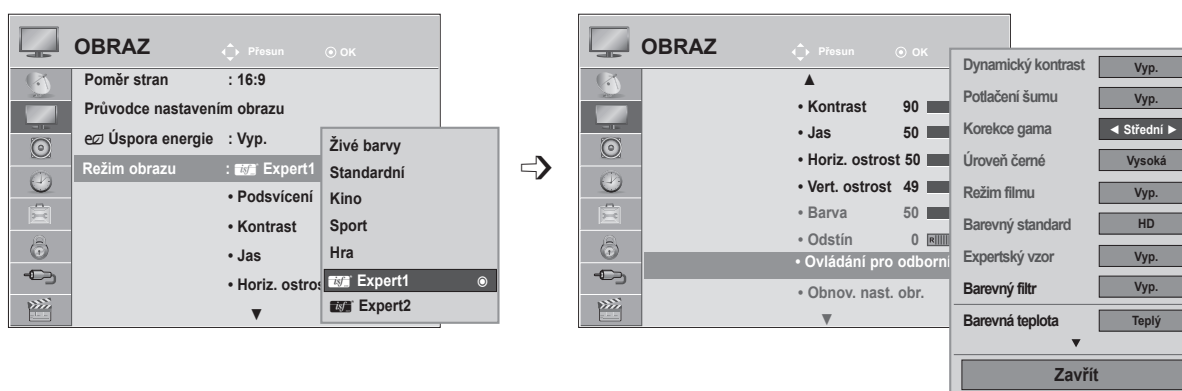 OBRAZ
Přesun
OK
Poměr stran : 16:9
Průvodce nastavením obrazu
Úspora energie : Vyp.
Režim obrazu : isf Expert1
• Podsvícení
• Kontrast
• Jas
• Horiz. ostros
▼
Živé barvy
Standardní
Kino
Sport
Hra
isf Expert1
isf Expert2
OBRAZ
Přesun
OK
▲
• Kontrast 90
• Jas 50
• Horiz. ostrost 50
• Vert. ostrost 49
• Barva 50
• Odstín 0 R
• Ovládání pro odborní
• Obnov. nast. obr.
▼
Dynamický kontrast Vyp.
Potlačení šumu Vyp.
Korekce gama ◄ Střední ►
Úroveň černé Vysoká
Režim filmu Vyp.
Barevný standard HD
Expertský vzor Vyp.
Barevný filtr Vyp.
Barevná teplota Teplý
▼
Zavřít